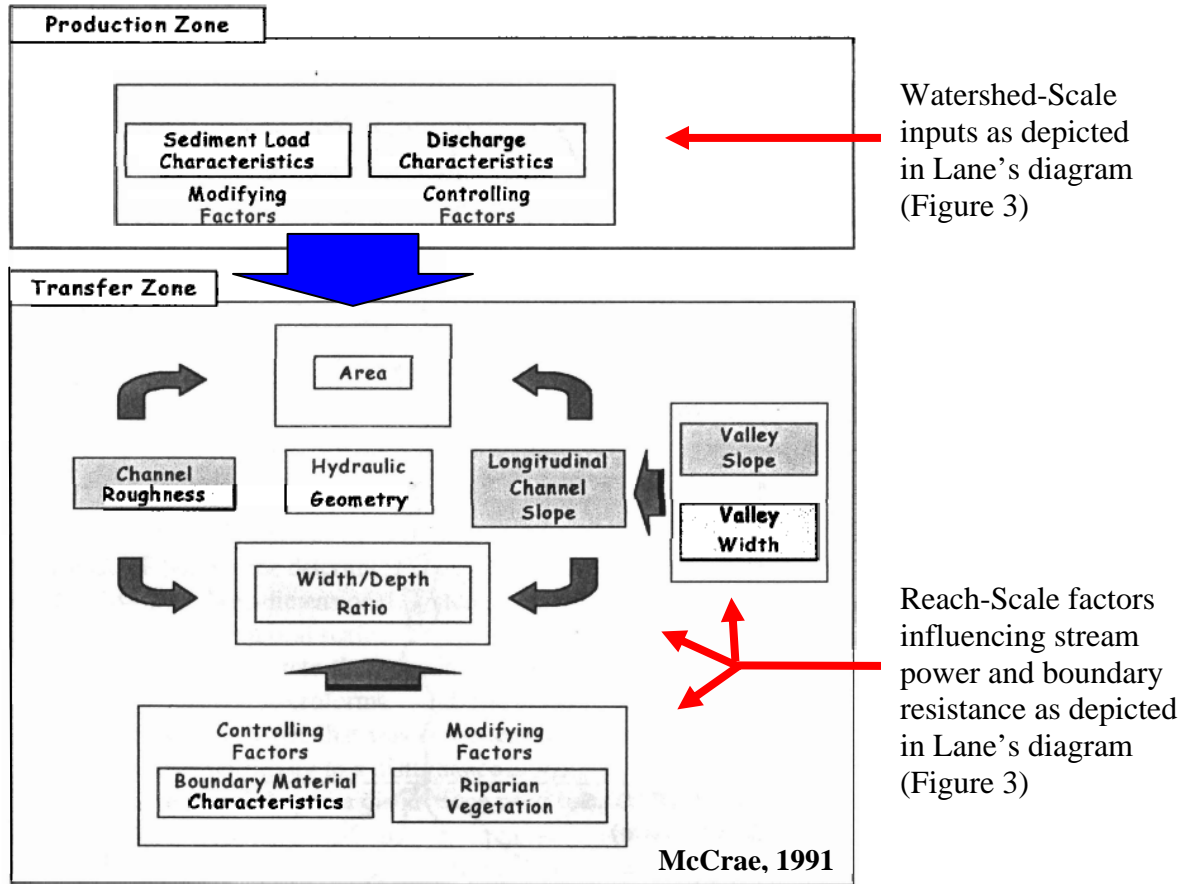 Production Zone
Sediment Load
Characteristics
Discharge
Characteristics
Modifying
Factors
Controlling
Factors
Watershed-Scale
inputs as depicted
in Lane’s diagram
(Figure 3)
Transfer Zone
Area
Channel
Roughness
Hydraulic
Geometry
Longitudinal
Channel
Slope
Valley
Slope
Valley
Width
Width/Depth
Ratio
Reach-Scale factors
influencing stream
power and boundary
resistance as depicted
in Lane’s diagram
(Figure 3)
Controlling
Factors
Boundary Material
Characteristics
Modifying
Factors
Riparian
Vegetation
McCrae, 1991